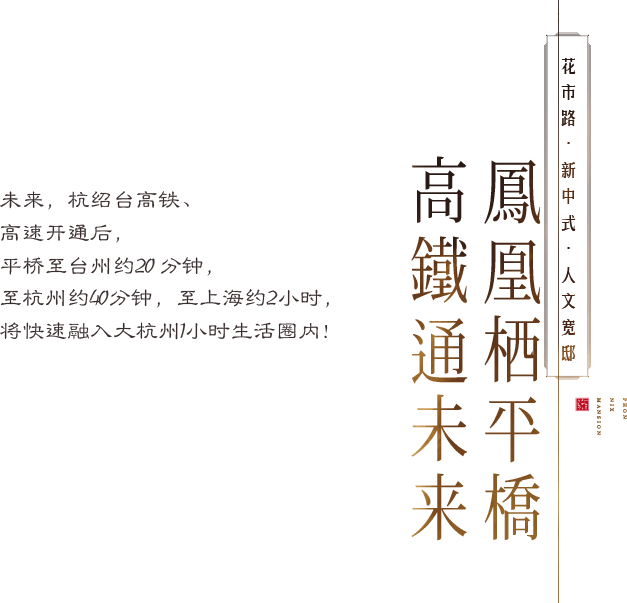 花市路·新中式·人文宽邸
PHON
NIX
MANSION
鳳凰栖平橋
高鐵通未来
未来，杭绍台高铁、
高速开通后，
平桥至台州约20 分钟，
至杭州约40分钟，至上海约2小时，
将快速融入大杭州1小时生活圈内！